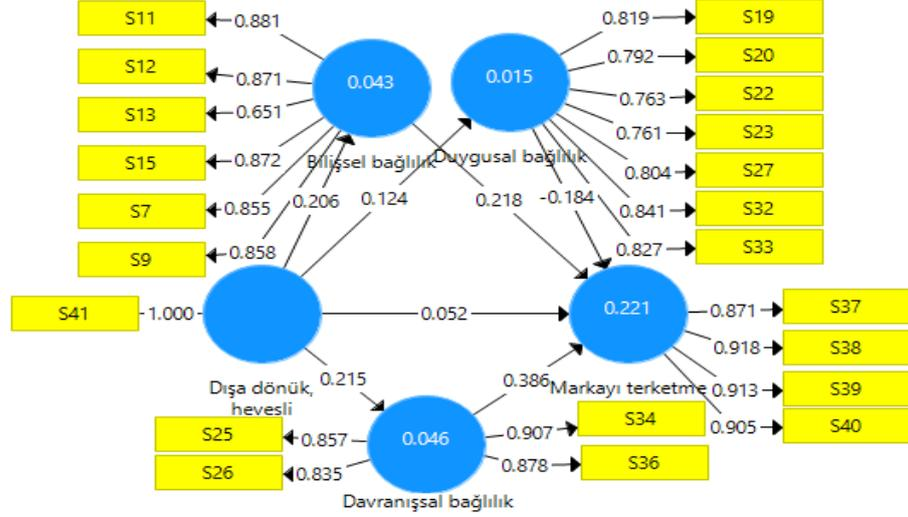 S11
0.881
S12
0.871
S13
0.651
S15
0.872
S7
0.855
S9
0.858
0.043
Bilişsel bağlılık
0.015
Duygusal bağlılık
0.819
S19
0.792
S20
0.763
S22
0.761
S23
0.804
S27
0.841
S32
0.827
S33
0.206
0.124
0.218
-0.184
S41
1.000
Dışa dönük,
hevesli
0.052
0.221
Markayı terketme
0.871
S37
0.918
S38
0.913
S39
0.905
S40
0.215
0.386
S25
0.857
S26
0.835
0.046
Davranışsal bağlılık
0.907
S34
0.878
S36